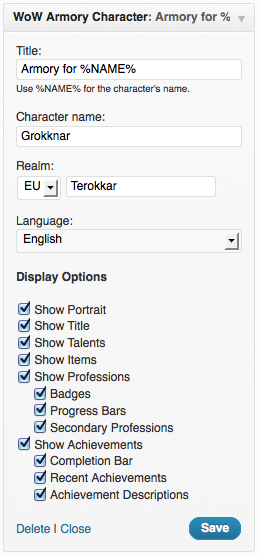 WoW Armory Character: Armory for %
Title:
Armory for %NAME%
Use %NAME% for the character's name.
Character name:
Grokknar
Realm:
EU Terokkar
Language:
English
Display Options
Show Portrait
Show Title
Show Talents
Show Items
Show Professions
Badges
Progress Bars
Secondary Professions
Show Achievements
Completion Bar
Recent Achievements
Achievement Descriptions
Delete | Close Save